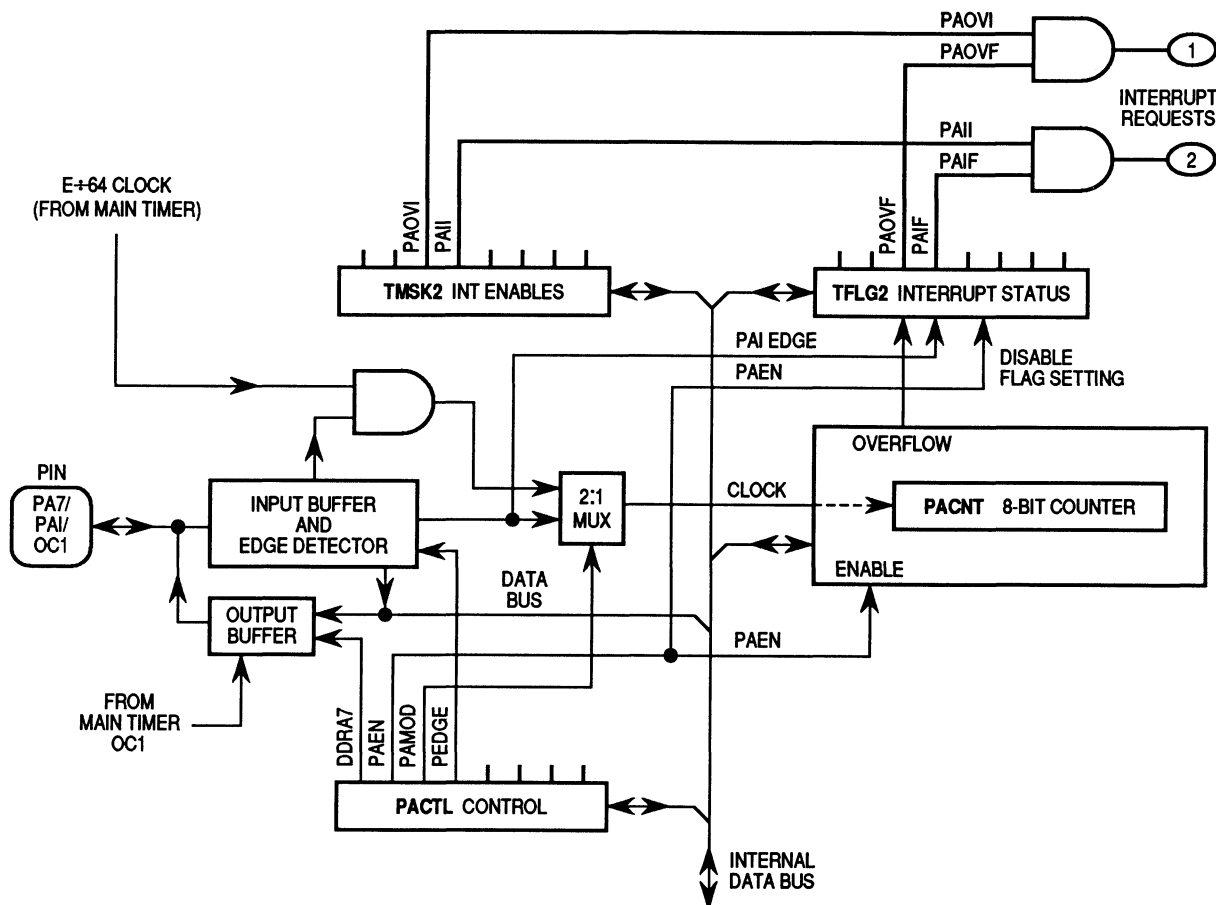 PAOVI
PAOVF
1
INTERRUPT
REQUESTS
PAII
PAIF
2
E÷64 CLOCK
(FROM MAIN TIMER)
PAOVI
PAII
PAOVF
PAIF
TMSK2 INT ENABLES
TFLG2 INTERRUPT STATUS
PAI EDGE
PAEN
DISABLE
FLAG SETTING
OVERFLOW
PIN
PA7/
PAI/
OC1
INPUT BUFFER
AND
EDGE DETECTOR
2:1
MUX
CLOCK
PACNT 8-BIT COUNTER
ENABLE
DATA
BUS
OUTPUT
BUFFER
PAEN
FROM
MAIN TIMER
OC1
DDRA7
PAEN
PAMOD
PEDGE
PACTL CONTROL
INTERNAL
DATA BUS